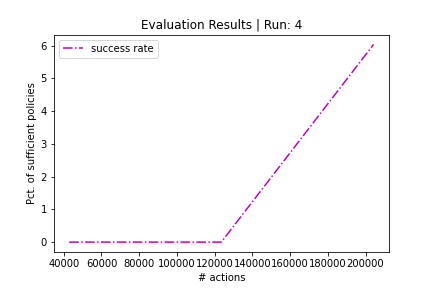 Evaluation Results | Run: 4
success rate
Pct. of sufficient policies
6
5
4
3
2
1
0
40000 60000 80000 100000 120000 140000 160000 180000 200000
# actions